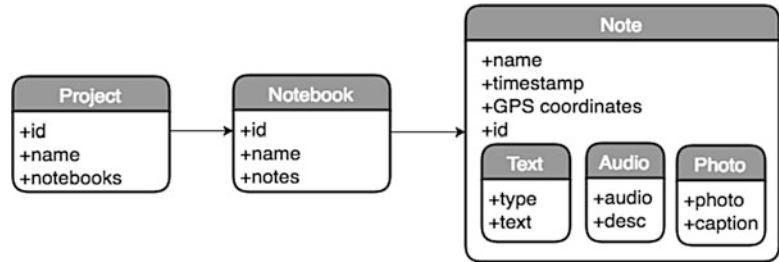 Project
+id
+name
+notebooks
Notebook
+id
+name
+notes
Note
+name
+timestamp
+GPS coordinates
+id
Text
+type
+text
Audio
+audio
+desc
Photo
+photo
+caption